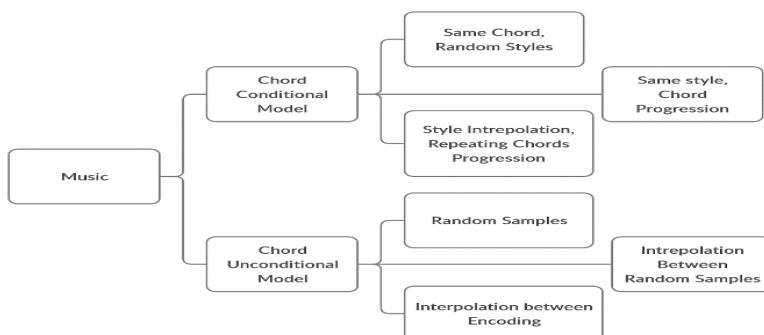 Same Chord,
Random Styles
Chord
Conditional
Model
Same style,
Chord
Progression
Style Intrepolation,
Repeating Chords
Progression
Music
Random Samples
Chord
Unconditional
Model
Intrepolation
Between
Random Samples
Interpolation between
Encoding